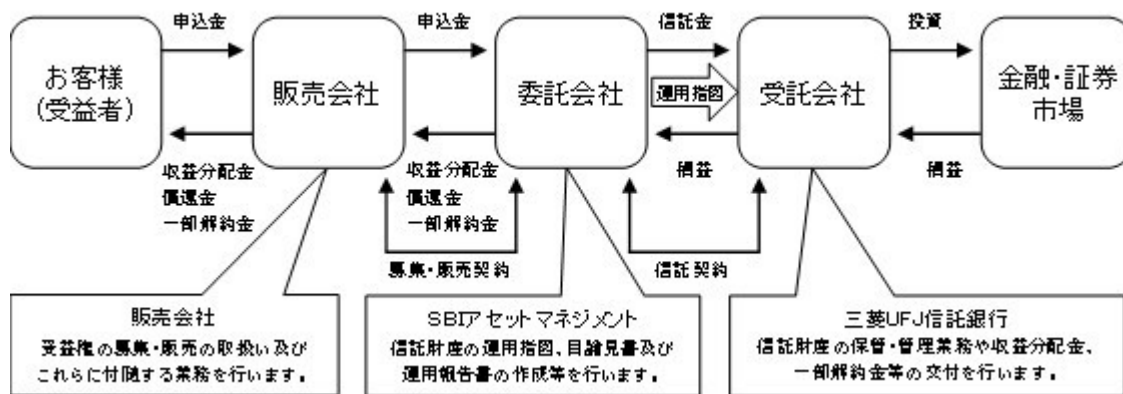 申込金
申込金
信託金
投資
お客様
(受益者)
販売会社
委託会社
運用指図
受託会社
金融・証券
市場
収益分配金
償還金
一部解約金
収益分配金
償還金
一部解約金
損益
損益
募集・販売契約
信託契約
販売会社
受益権の募集・販売の取扱い及び
これらに付随する業務を行います。
SBIアセットマネジメント
信託財産の運用指図、目論見書及び
運用報告書の作成等を行います。
三菱UFJ信託銀行
信託財産の保管・管理業務や収益分配金、
一部解約金等の交付を行います。